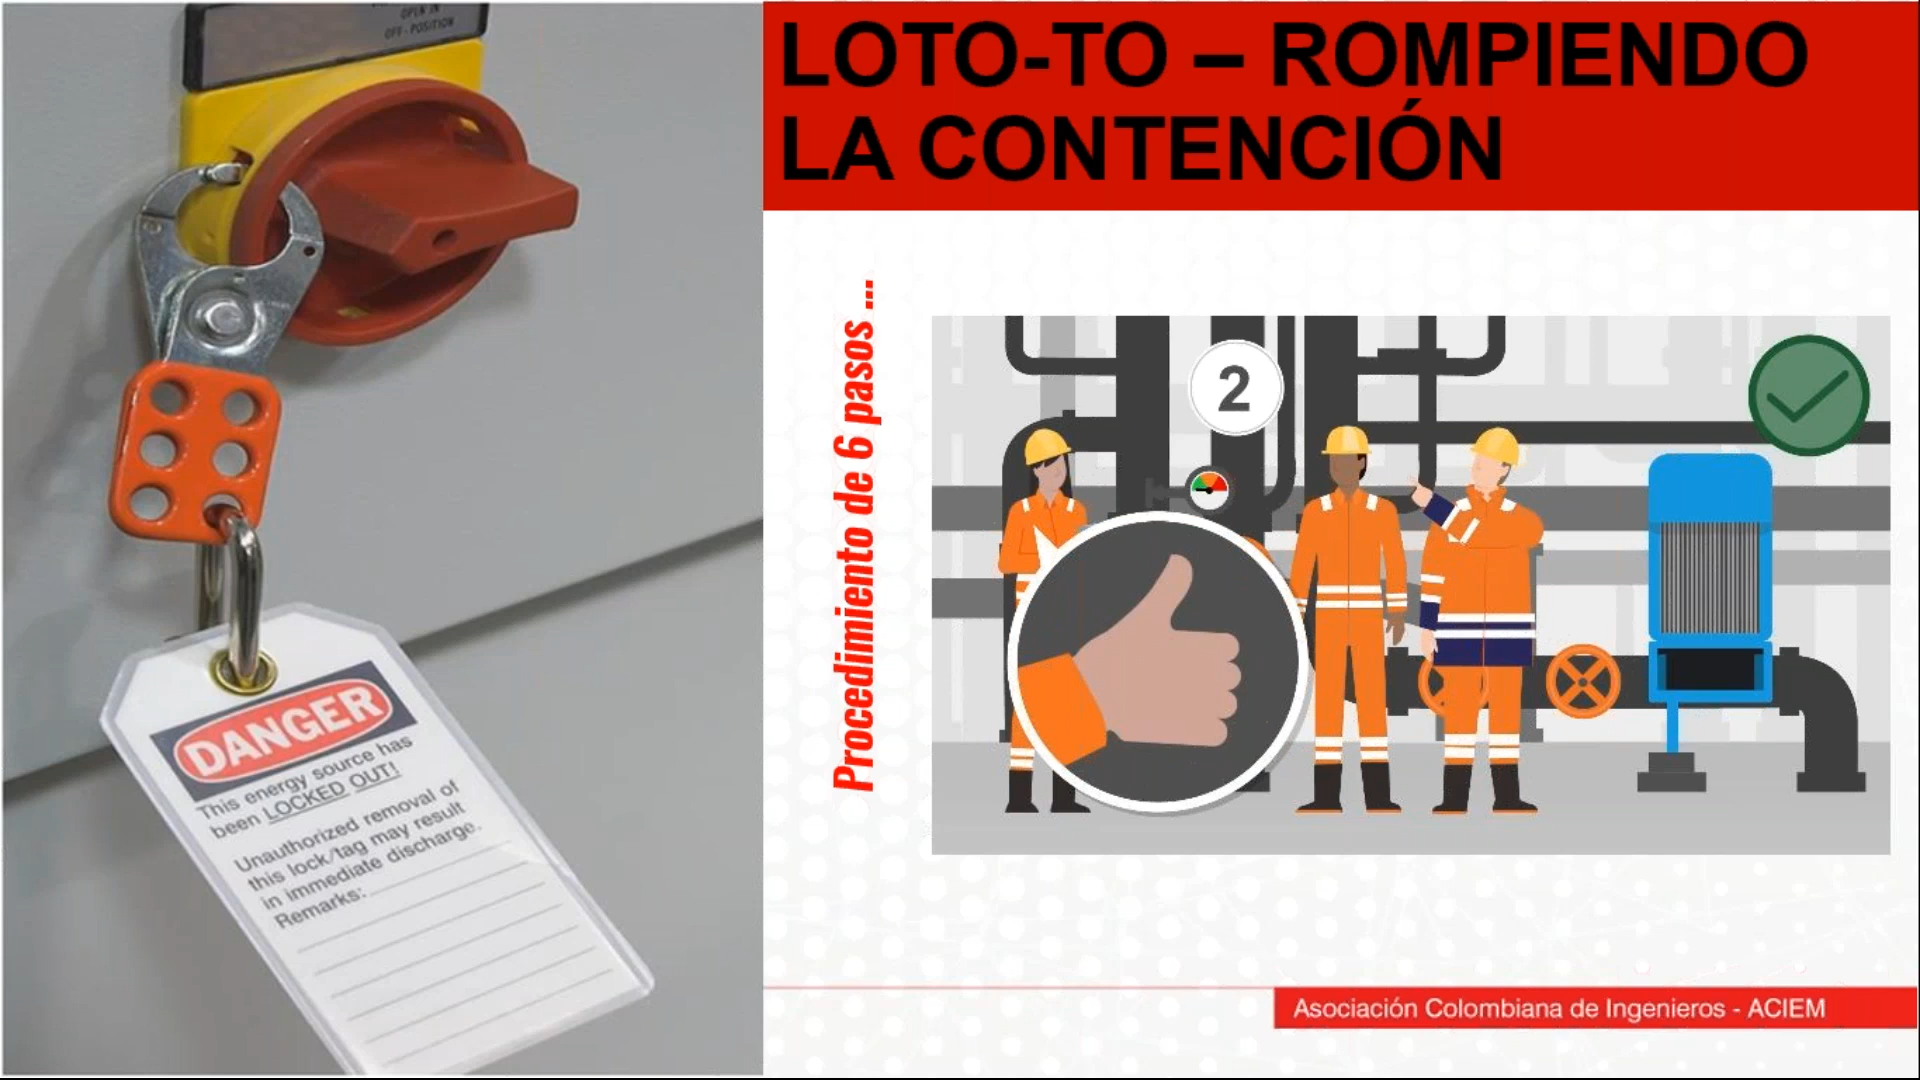 OPEN IN
OFF - POSITION
DANGER
This energy source has
been LOCKED OUT!
Unauthorized removal of
this lock/tag may result
in immediate discharge.
Remarks:
LOTO-TO – ROMPIENDO
LA CONTENCIÓN
Procedimiento de 6 pasos ...
2
Asociación Colombiana de Ingenieros - ACIEM